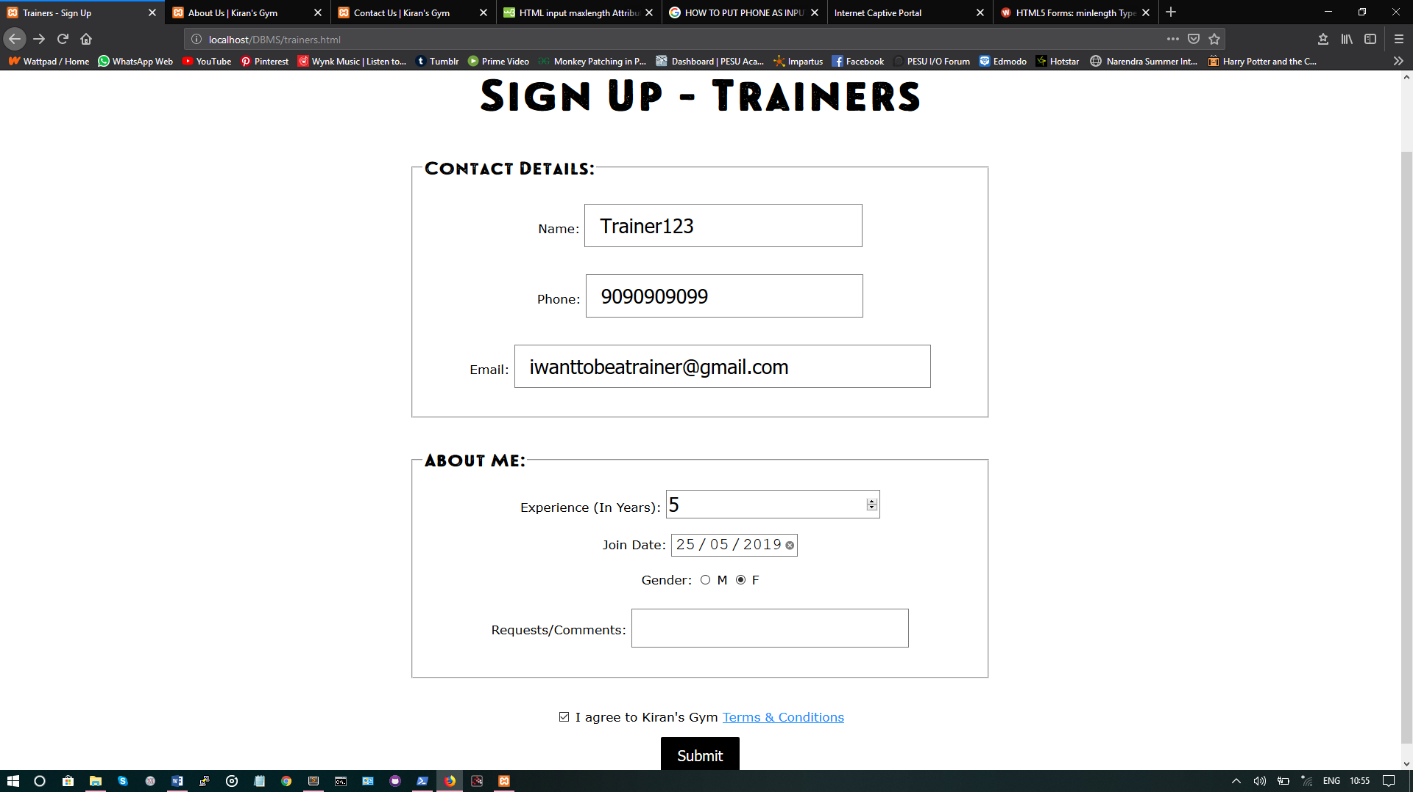 Trainers - Sign Up About Us | Kiran's Gym Contact Us | Kiran's Gym HTML input maxlength Attribu HOW TO PUT PHONE AS INPU Internet Captive Portal HTML5 Forms: minlength Type
localhost/DBMS/trainers.html
Wattpad / Home WhatsApp Web YouTube Pinterest Wynk Music | Listen to... Tumblr Prime Video Monkey Patching in P... Dashboard | PESU Aca... Impartus Facebook PESU I/O Forum Edmodo Hotstar Narendra Summer Int... Harry Potter and the C...
Sign Up - Trainers
Contact Details:
Name: Trainer123
Phone: 9090909099
Email: iwanttobeatrainer@gmail.com
About Me:
Experience (In Years): 5
Join Date: 25/05/2019
Gender: M F
Requests/Comments:
I agree to Kiran's Gym Terms & Conditions
Submit
ENG 10:55